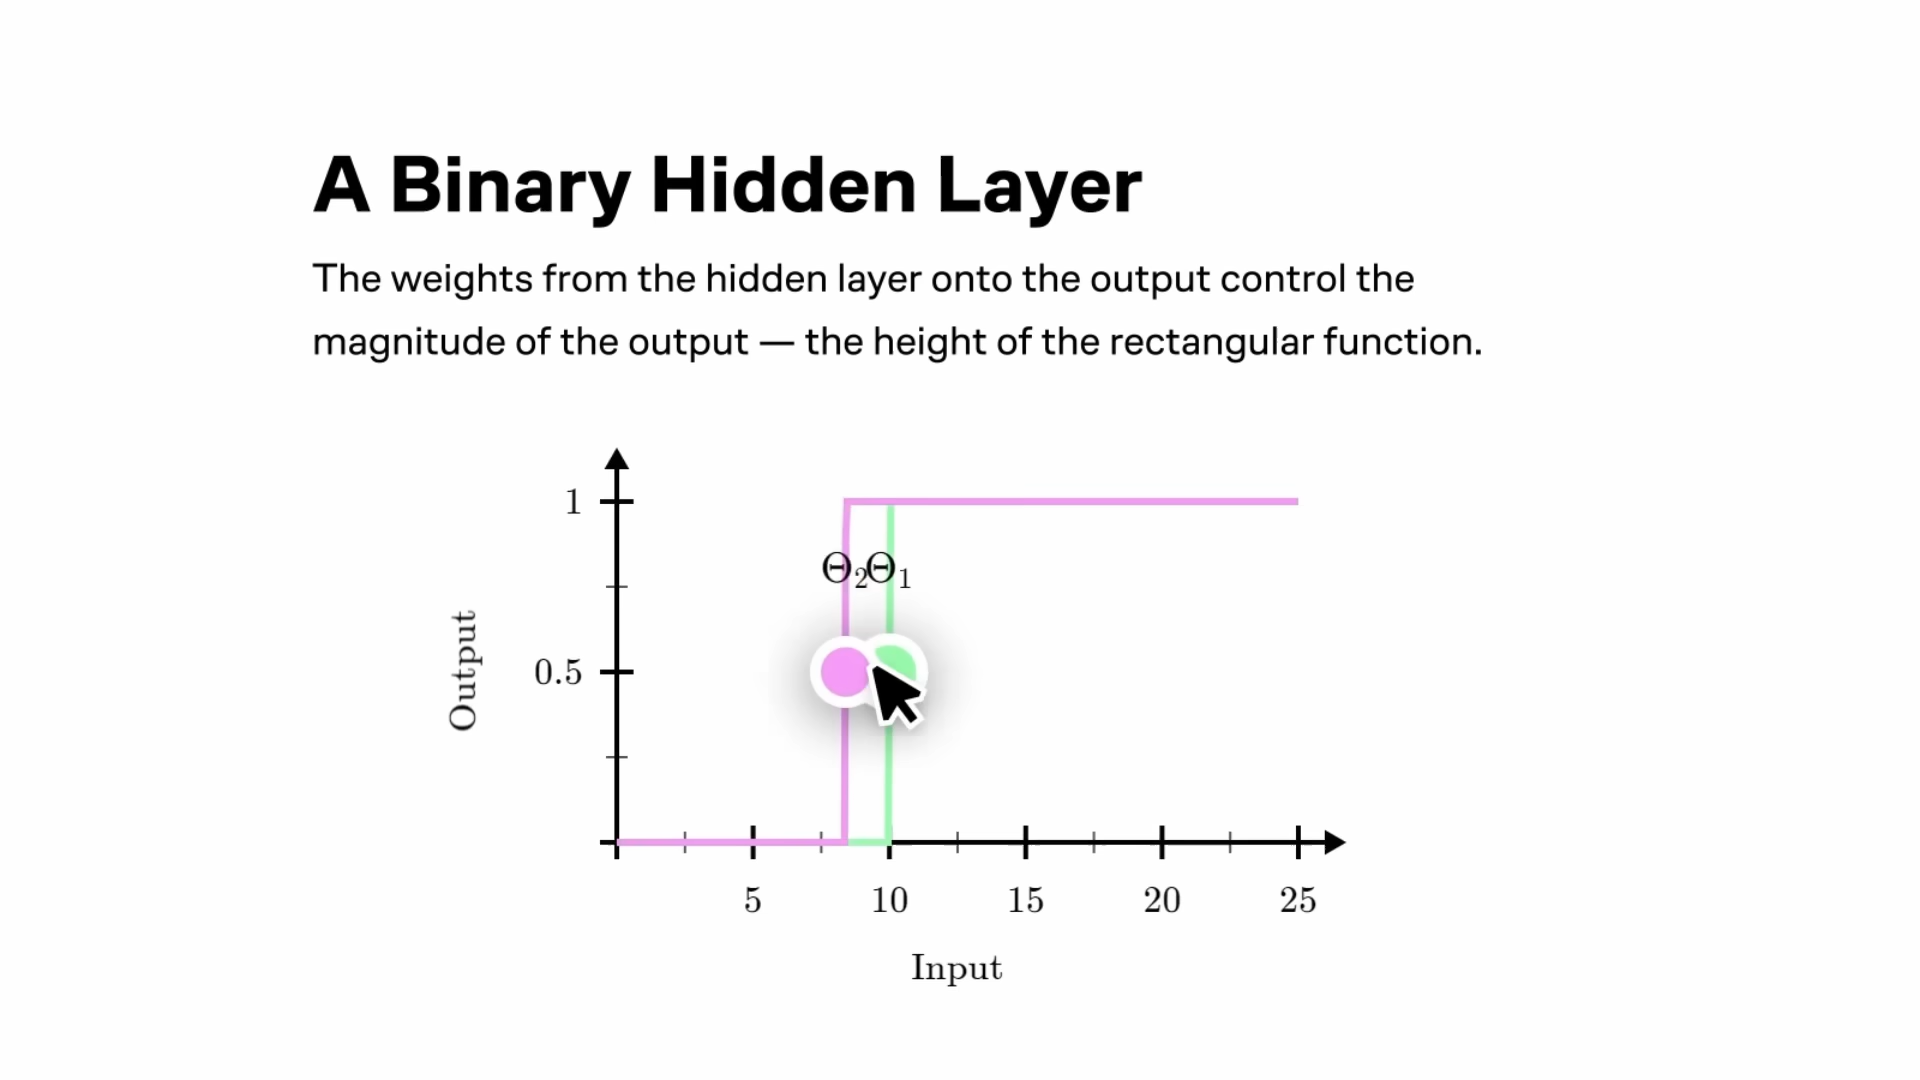 A Binary Hidden Layer
The weights from the hidden layer onto the output control the
magnitude of the output — the height of the rectangular function.
1
Θ₂Θ₁
Output
0.5
5 10 15 20 25
Input